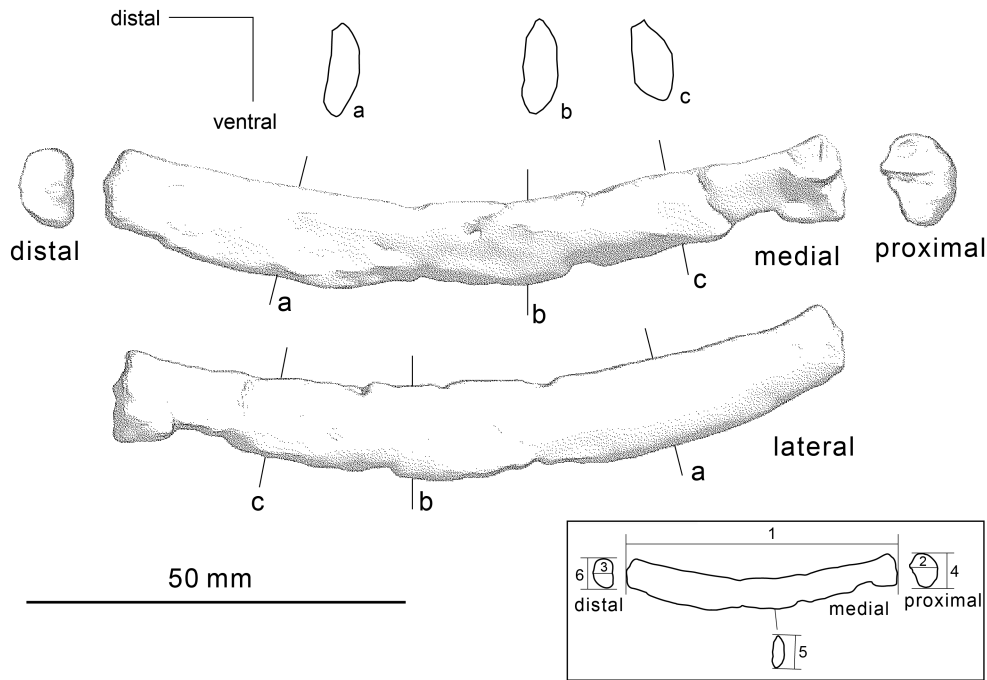 distal
ventral
a
b
c
distal
medial
proximal
a
b
c
lateral
c
b
a
50 mm
1
6
3
2
4
distal
medial
proximal
5